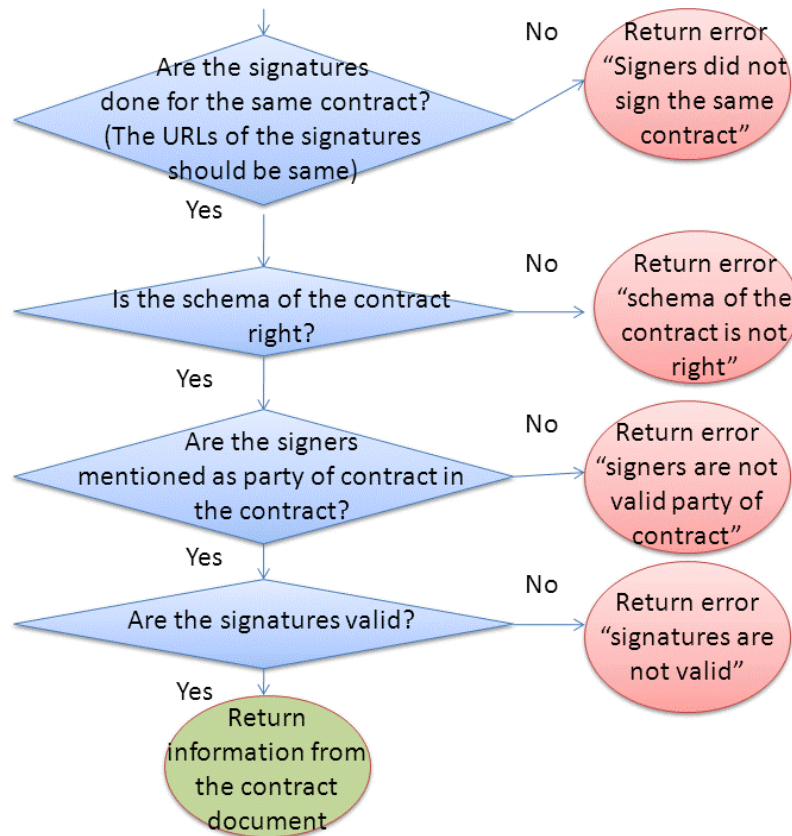 Are the signatures
done for the same contract?
(The URLs of the signatures
should be same)
No
Return error
“Signers did not
sign the same
contract”
Yes
Is the schema of the contract
right?
No
Return error
“schema of the
contract is not
right”
Yes
Are the signers
mentioned as party of contract in
the contract?
No
Return error
“signers are not
valid party of
contract”
Yes
Are the signatures valid?
No
Return error
“signatures are
not valid”
Yes
Return
information from
the contract
document